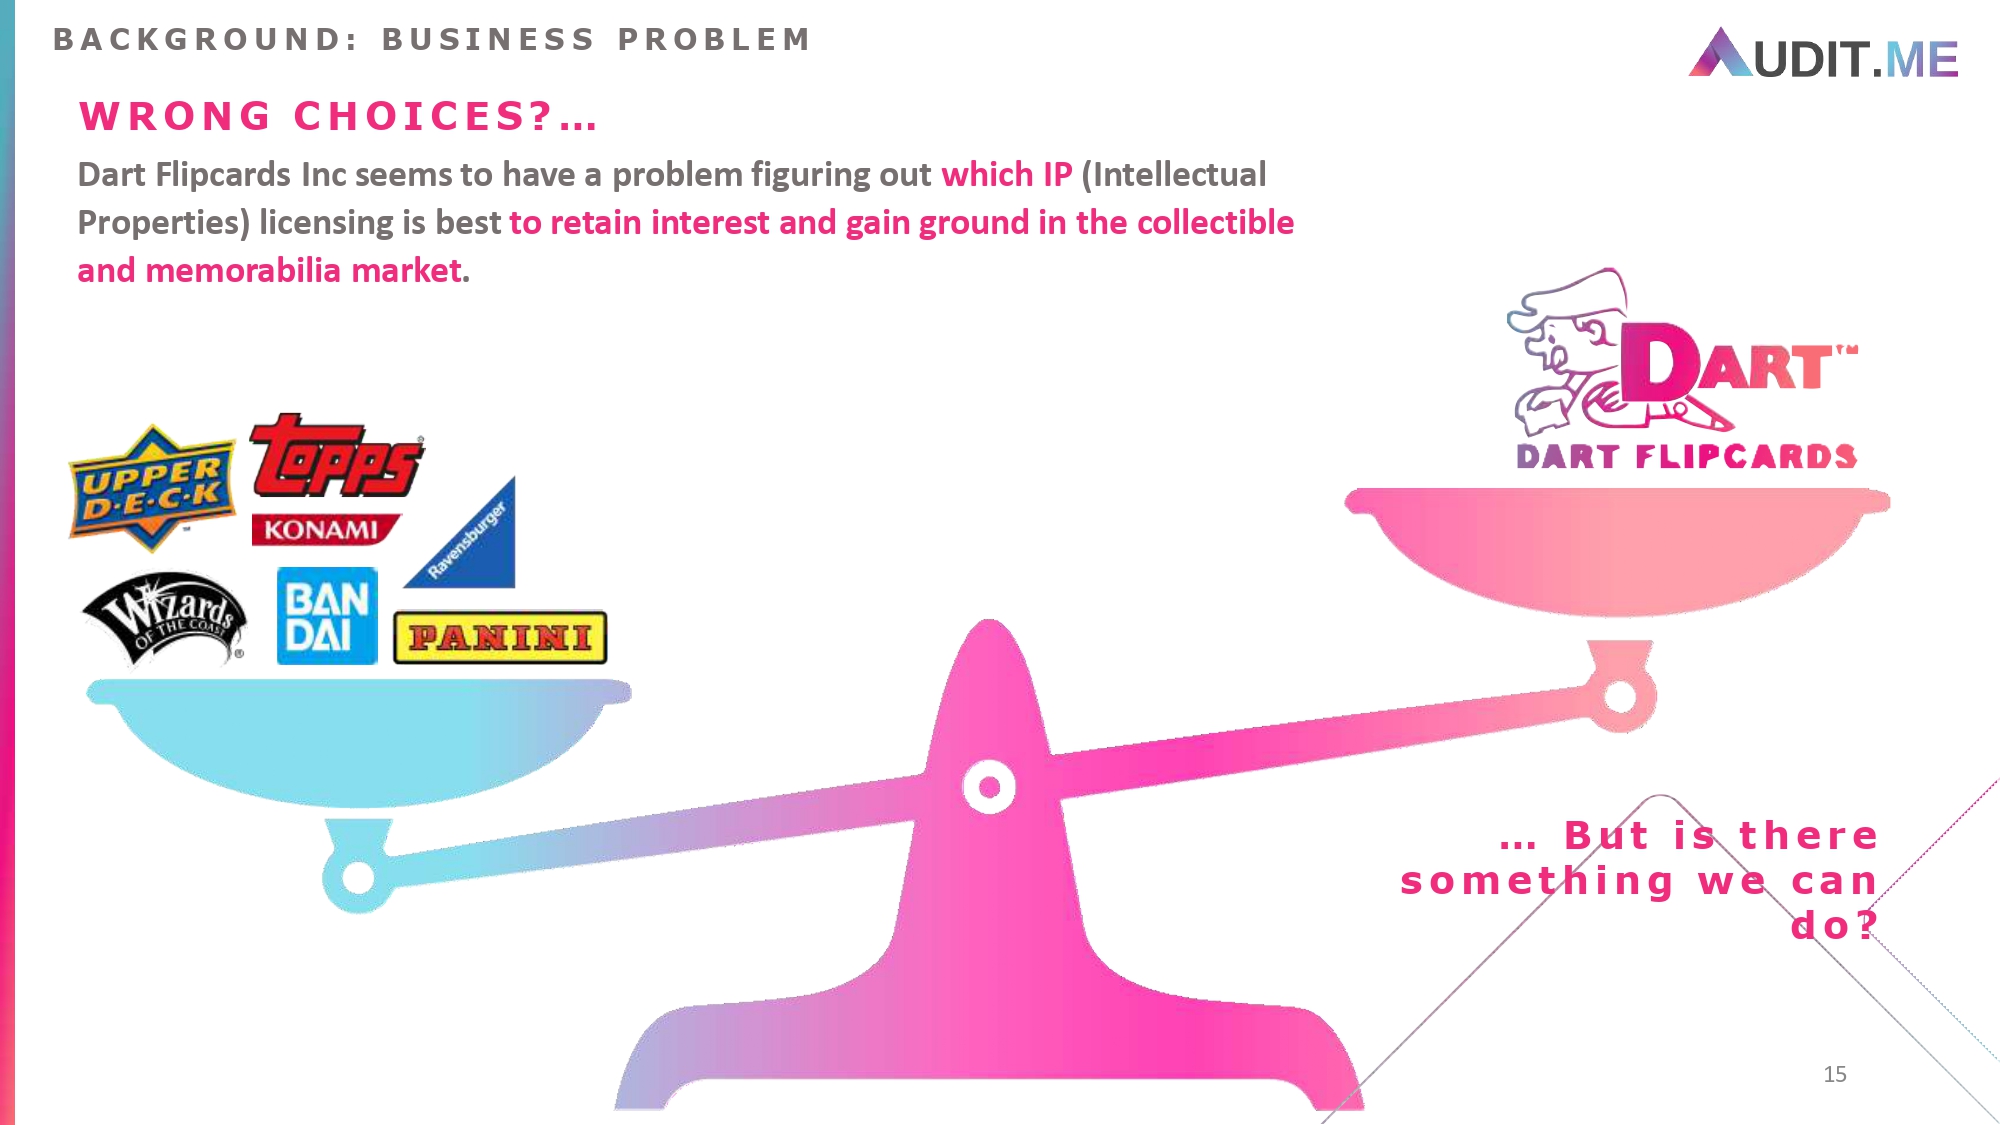 BACKGROUND: BUSINESS PROBLEM
AUDIT.ME
WRONG CHOICES?...
Dart Flipcards Inc seems to have a problem figuring out which IP (Intellectual
Properties) licensing is best to retain interest and gain ground in the collectible
and memorabilia market.
DART™
DART FLIPCARDS
UPPER
D·E·C·K
™
topps®
KONAMI
Ravensburger
Wizards
OF THE COAST®
BAN
DAI
PANINI
... But is there
something we can
do?
15